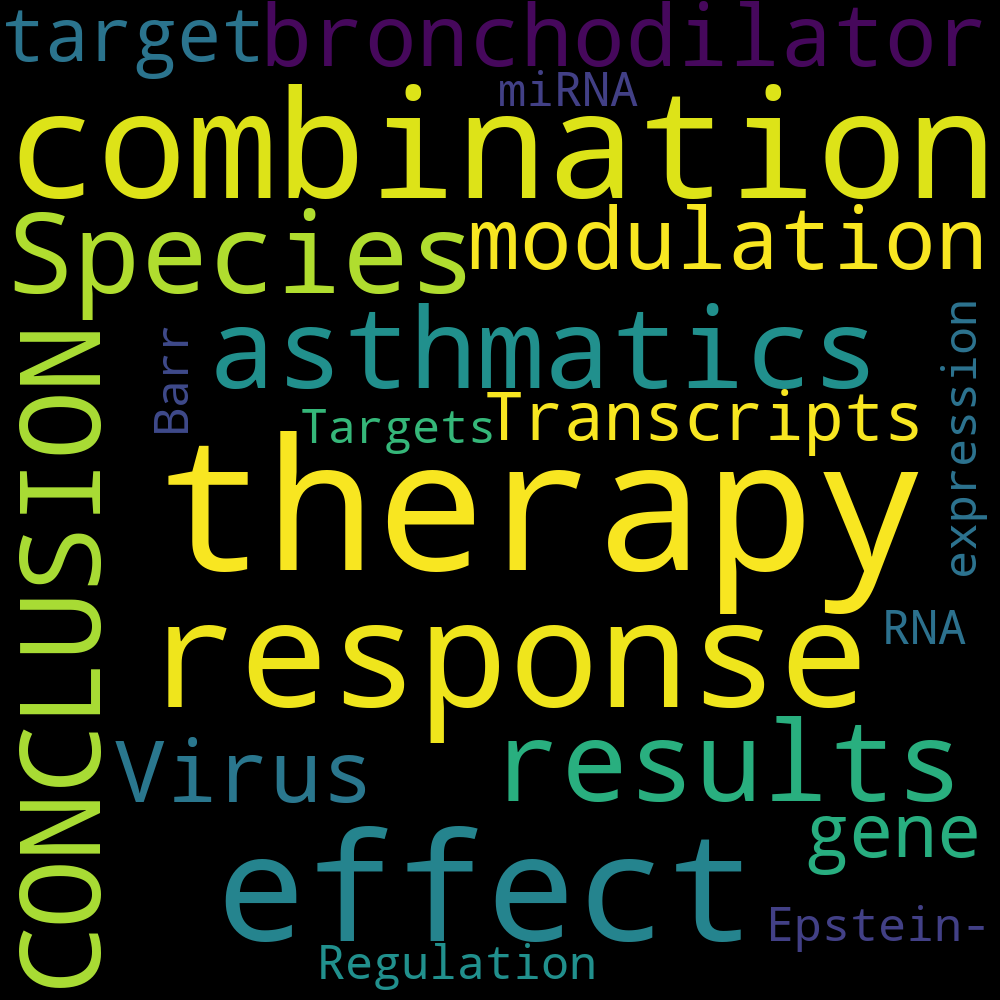 target bronchodilator
miRNA
combination
Species modulation
asthmatics
Barr
expression
Targets Transcripts
therapy
CONCLUSION
response
RNA
Virus results
gene
effect
Epstein-
Regulation